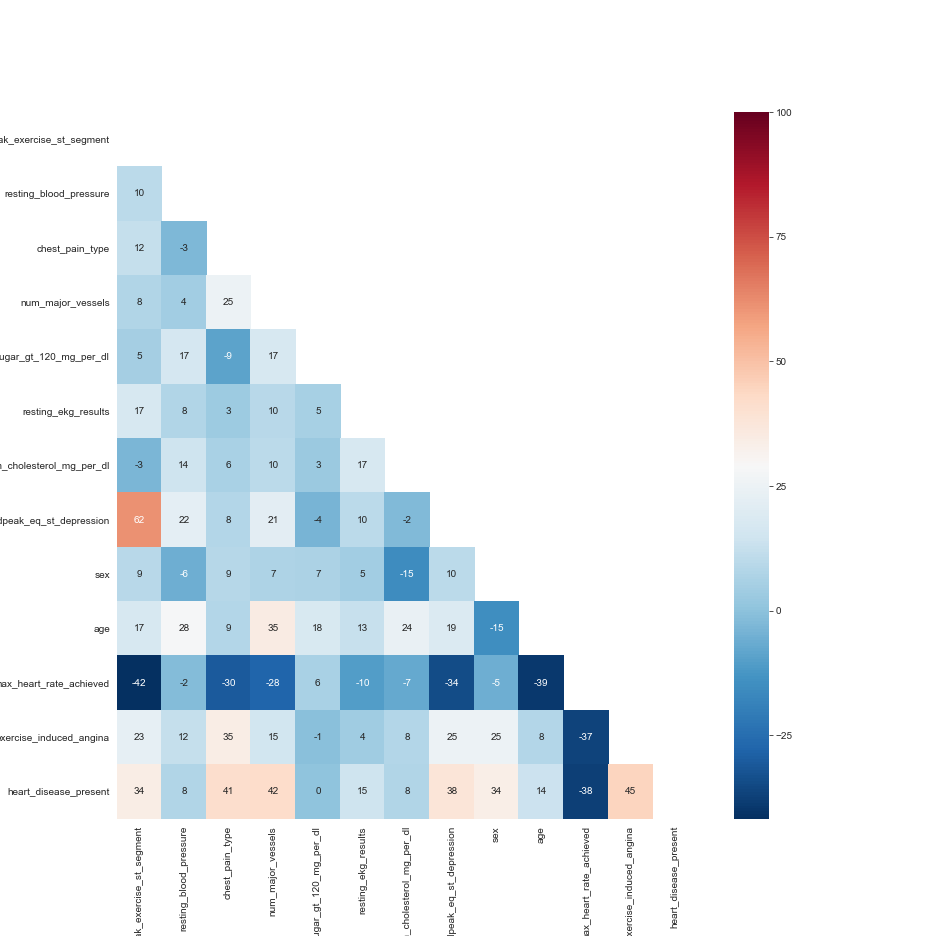 100
ak_exercise_st_segment
resting_blood_pressure 10
75
chest_pain_type 12 -3
num_major_vessels 8 4 25
ugar_gt_120_mg_per_dl 5 17 -9 17
50
resting_ekg_results 17 8 3 10 5
_cholesterol_mg_per_dl -3 14 6 10 3 17
25
dpeak_eq_st_depression 62 22 8 21 -4 10 -2
sex 9 -6 9 7 7 5 -15 10
0
age 17 28 9 35 18 13 24 19 -15
ax_heart_rate_achieved -42 -2 -30 -28 6 -10 -7 -34 -5 -39
exercise_induced_angina 23 12 35 15 -1 4 8 25 25 8 -37
−25
heart_disease_present 34 8 41 42 0 15 8 38 34 14 -38 45
ak_exercise_st_segment
resting_blood_pressure
chest_pain_type
num_major_vessels
ugar_gt_120_mg_per_dl
resting_ekg_results
_cholesterol_mg_per_dl
dpeak_eq_st_depression
sex
age
ax_heart_rate_achieved
exercise_induced_angina
heart_disease_present